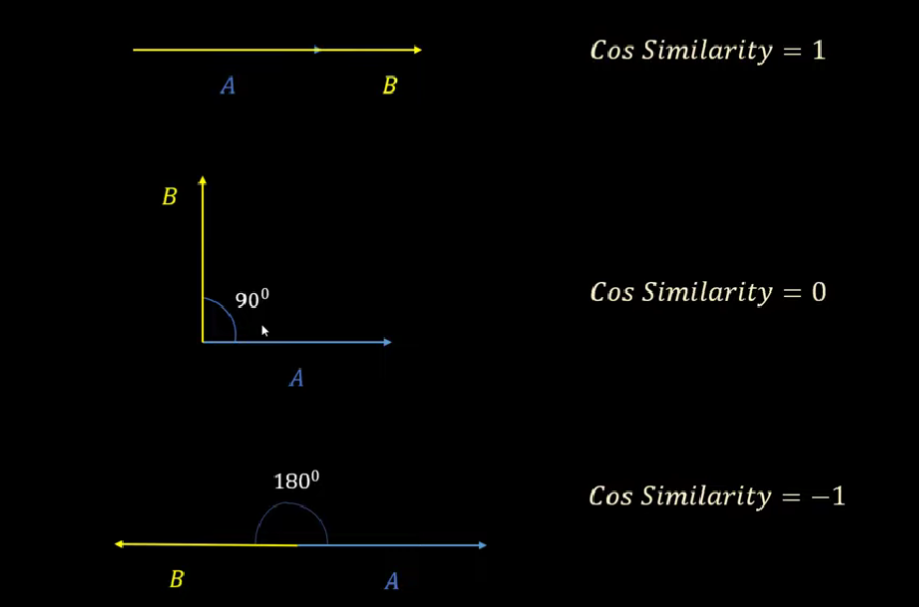 Cos Similarity = 1
A B
B
90⁰
Cos Similarity = 0
A
180⁰
Cos Similarity = −1
B A